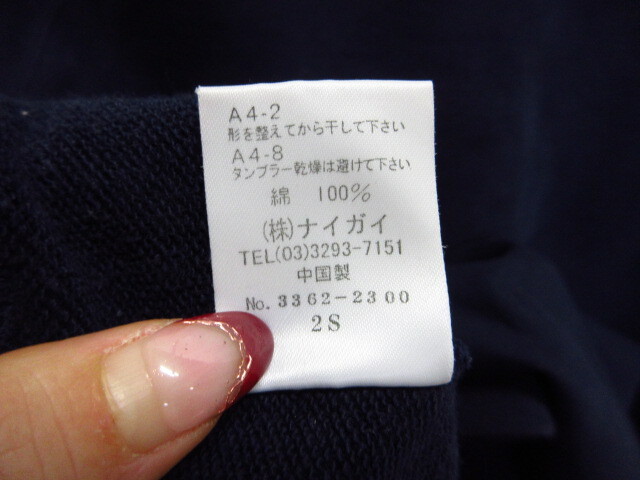 A4-2
形を整えてから干して下さい
A4-8
タンブラー乾燥は避けて下さい
綿 100%
(株)ナイガイ
TEL(03)3293-7151
中国製
No. 3362-2300
2S